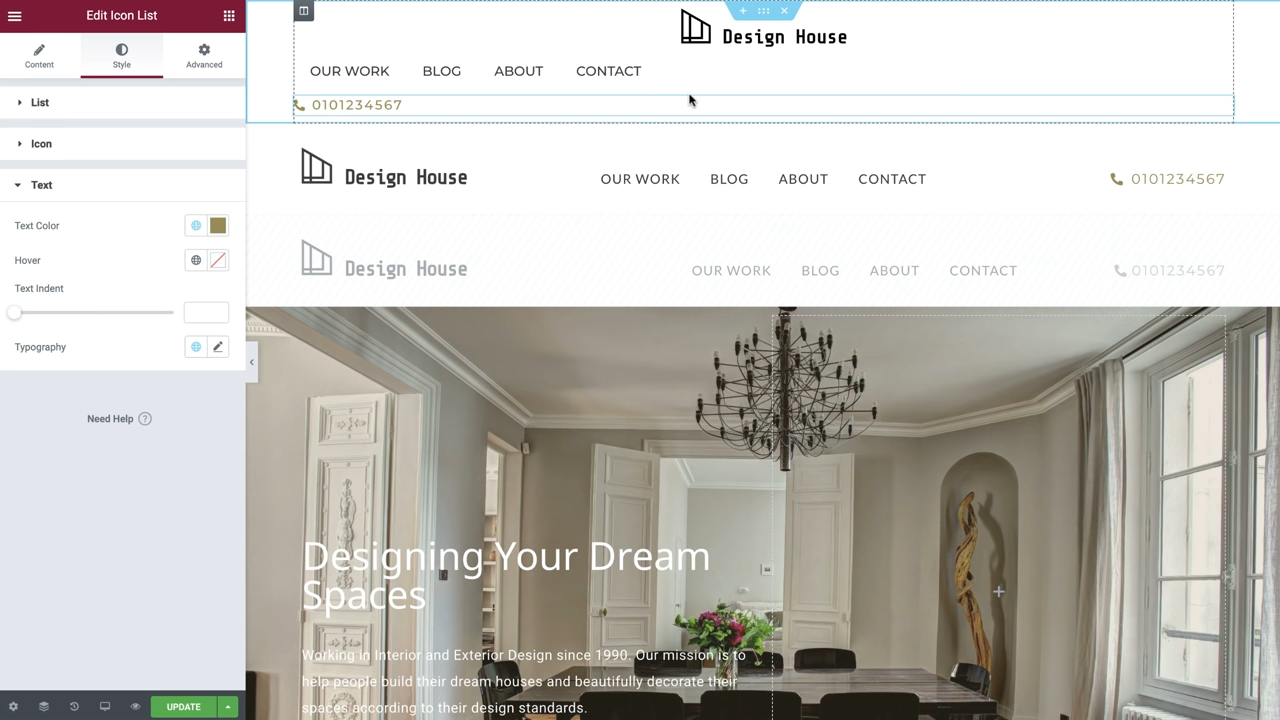 Edit Icon List
Content
Style
Advanced
List
Icon
Text
Text Color
Hover
Text Indent
Typography
Need Help ?
UPDATE
Design House
OUR WORK BLOG ABOUT CONTACT
0101234567
Design House OUR WORK BLOG ABOUT CONTACT 0101234567
Design House OUR WORK BLOG ABOUT CONTACT 0101234567
Designing Your Dream
Spaces
Working in Interior and Exterior Design since 1990. Our mission is to
help people build their dream houses and beautifully decorate their
spaces according to their design standards.